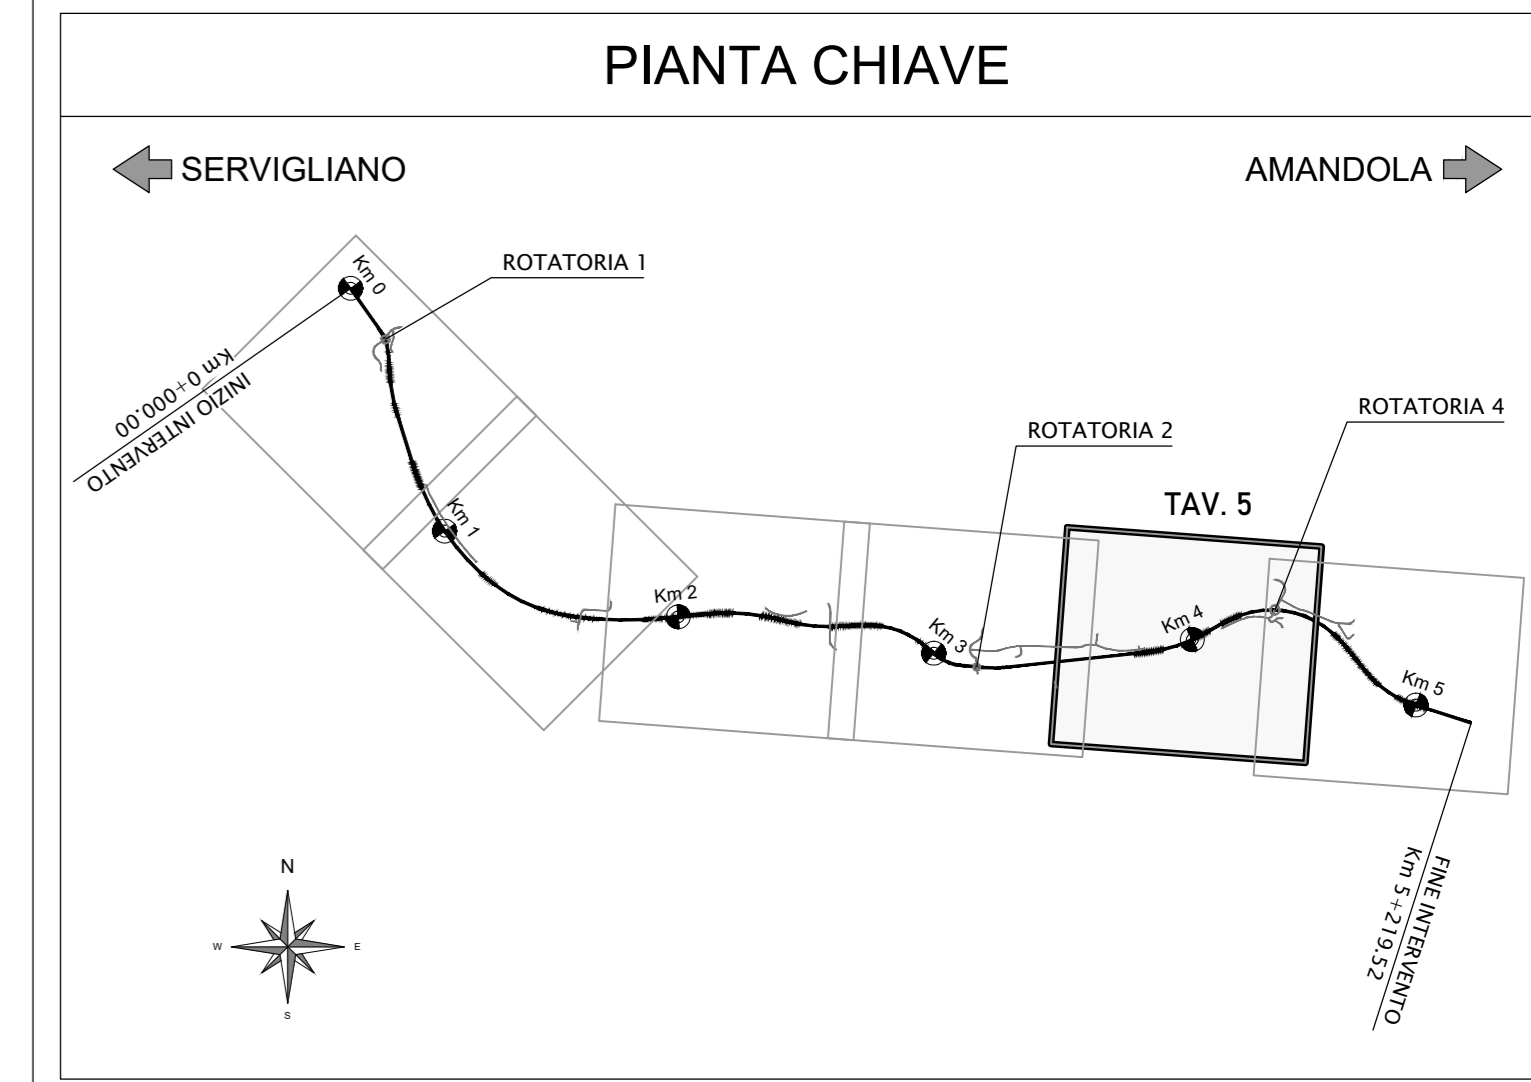 PIANTA CHIAVE
SERVIGLIANO
AMANDOLA
Km 0
ROTATORIA 1
Km 0+000.00
INIZIO INTERVENTO
ROTATORIA 4
ROTATORIA 2
TAV. 5
Km 1
Km 2
Km 3
Km 4
Km 5
FINE INTERVENTO
Km 5+219.52
N
W
E
S